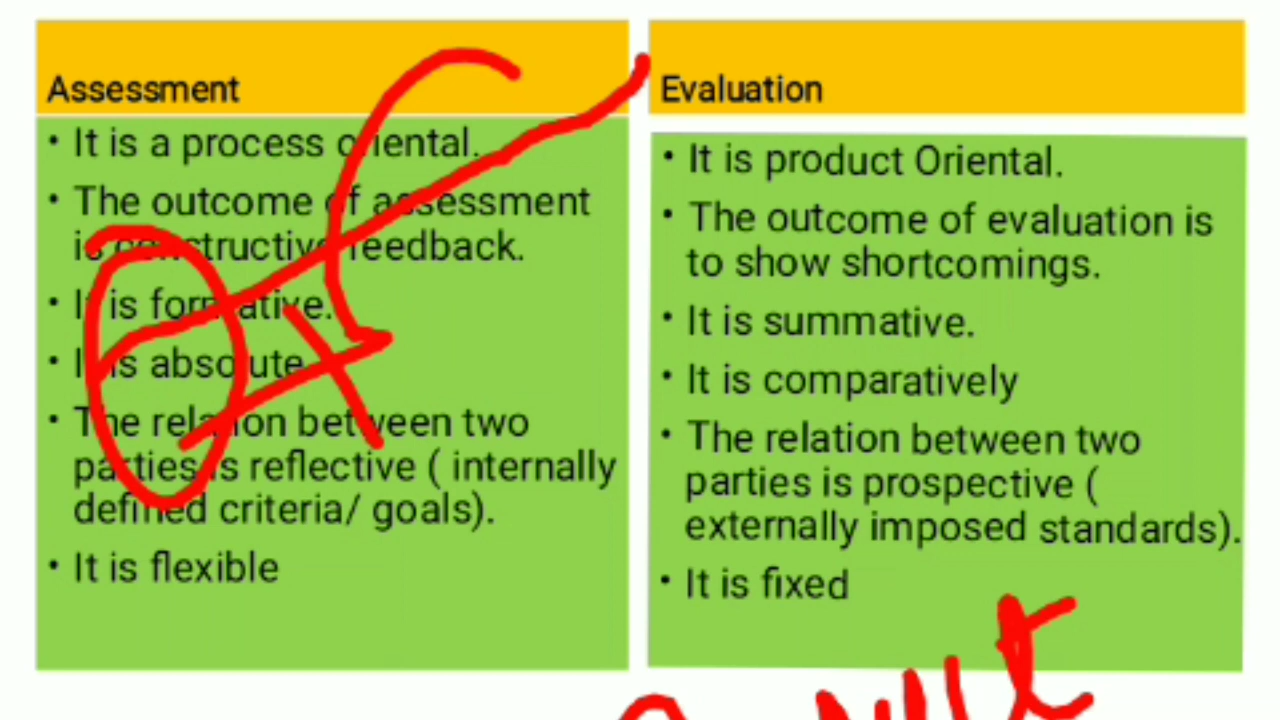 Assessment
• It is a process oriental.
• The outcome of assessment
is constructive feedback.
• It is formative.
• It is absolute
• The relation between two
parties is reflective ( internally
defined criteria/ goals).
• It is flexible
Evaluation
• It is product Oriental.
• The outcome of evaluation is
to show shortcomings.
• It is summative.
• It is comparatively
• The relation between two
parties is prospective (
externally imposed standards).
• It is fixed